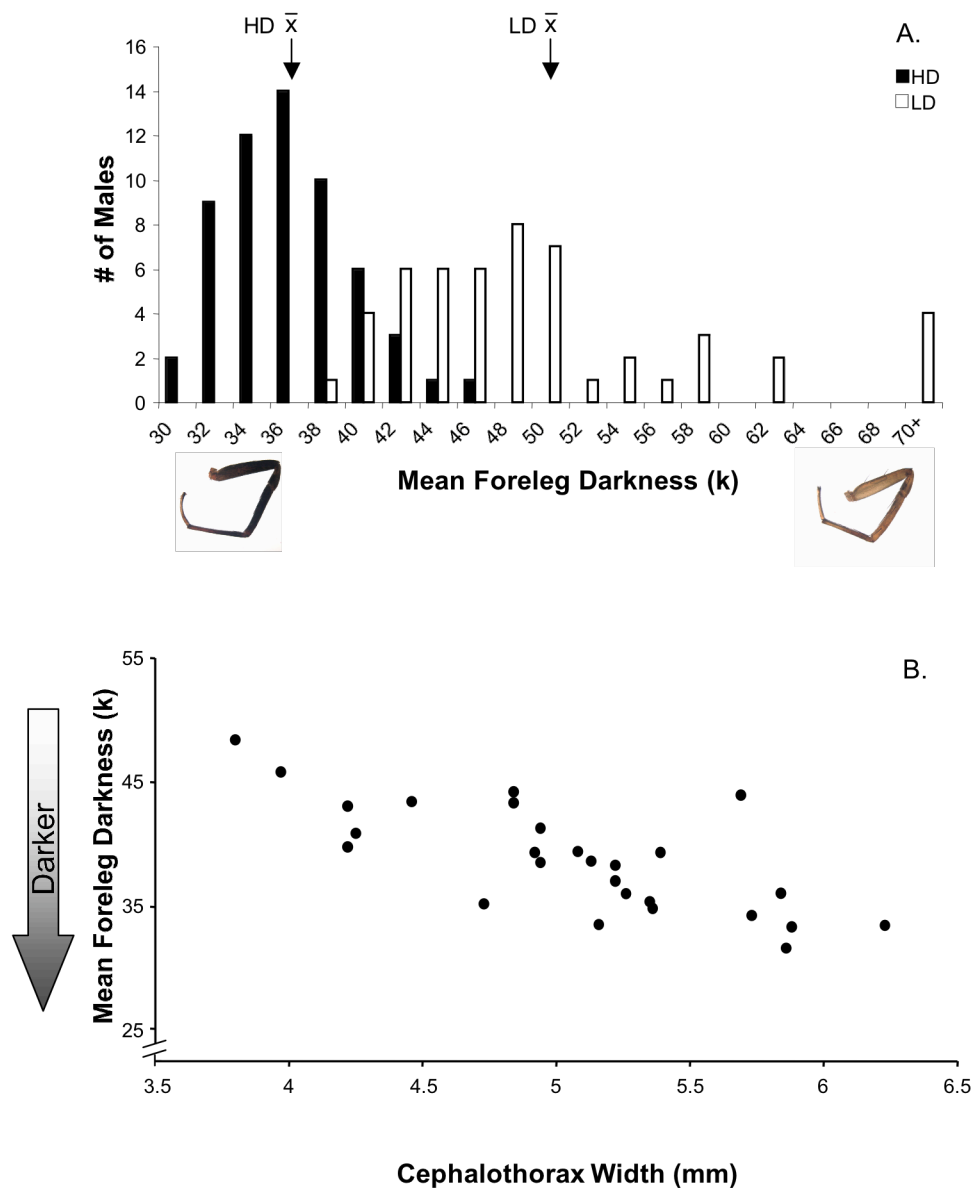 HD x̄
LD x̄
A.
HD
LD
16
14
12
10
8
6
4
2
0
# of Males
30 32 34 36 38 40 42 44 46 48 50 52 54 56 58 60 62 64 66 68 70+
Mean Foreleg Darkness (k)
B.
Darker
Mean Foreleg Darkness (k)
55
45
35
25
3.5 4 4.5 5 5.5 6 6.5
Cephalothorax Width (mm)